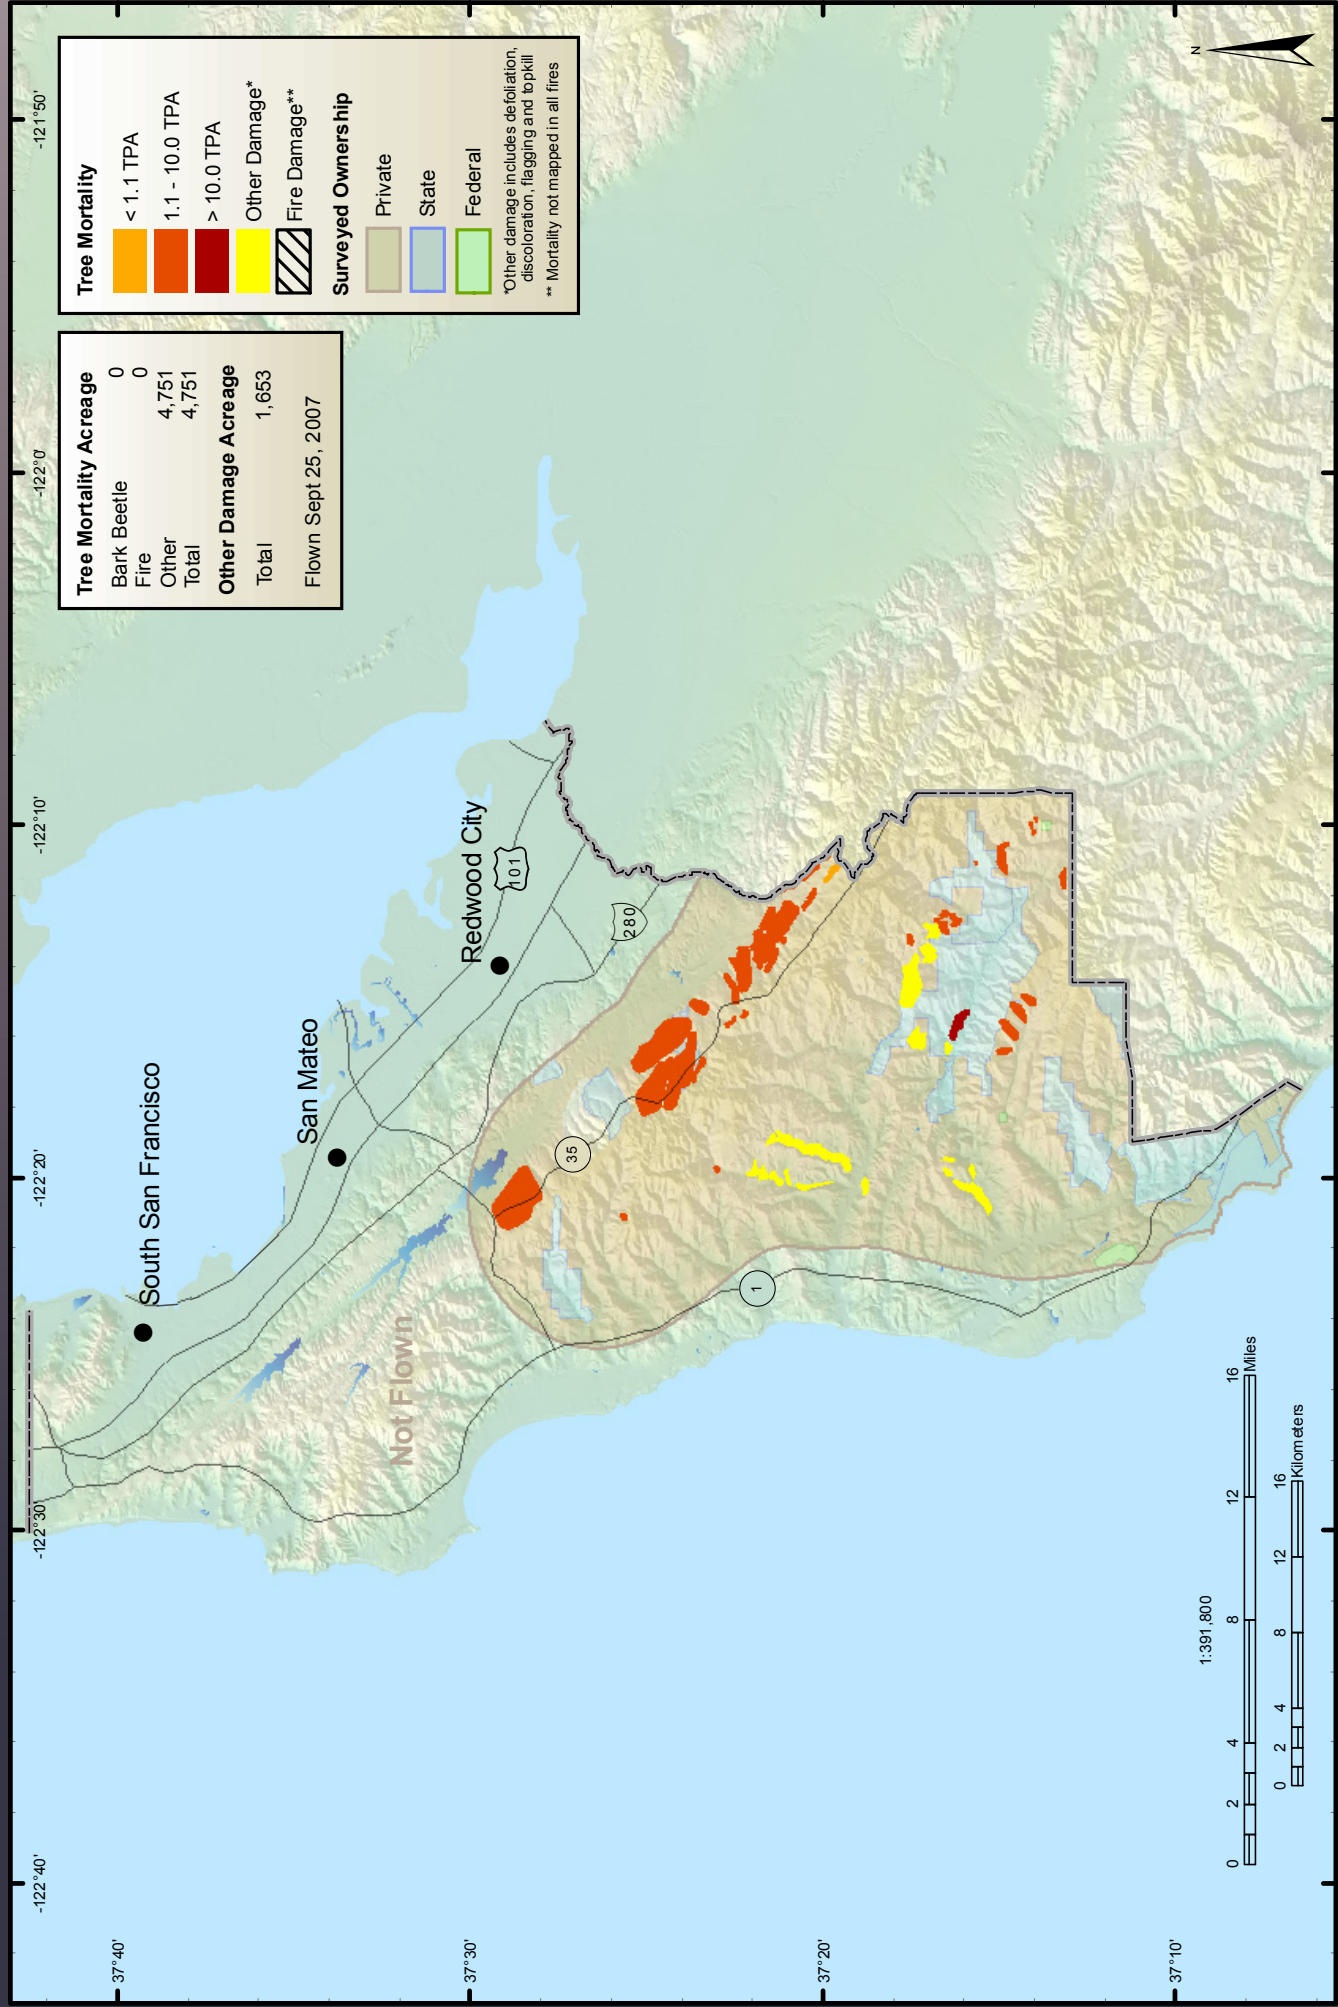 -122°40'
-122°30'
-122°20'
-122°10'
-122°0'
-121°50'
37°40'
37°30'
37°20'
37°10'
South San Francisco
San Mateo
Redwood City
101
280
35
1
Not Flown
Tree Mortality Acreage
Bark Beetle 0
Fire 0
Other 4,751
Total 4,751
Other Damage Acreage
Total 1,653
Flown Sept 25, 2007
Tree Mortality
< 1.1 TPA
1.1 - 10.0 TPA
> 10.0 TPA
Other Damage*
Fire Damage**
Surveyed Ownership
Private
State
Federal
*Other damage includes defoliation,
discoloration, flagging and topkill
** Mortality not mapped in all fires
1:391,800
0 2 4 8 12 16
Miles
0 2 4 8 12 16
Kilometers
N